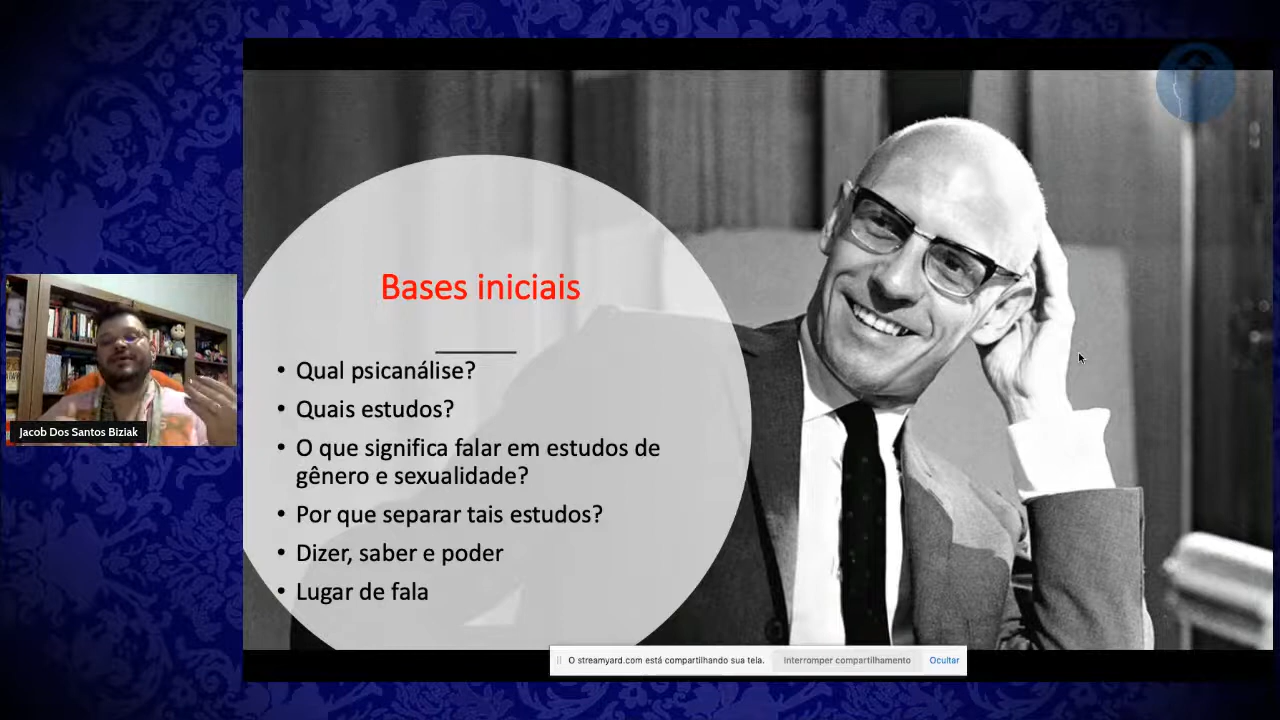 Bases iniciais
• Qual psicanálise?
• Quais estudos?
• O que significa falar em estudos de
gênero e sexualidade?
• Por que separar tais estudos?
• Dizer, saber e poder
• Lugar de fala
Jacob Dos Santos Biziak
O streamyard.com está compartilhando sua tela.
Interromper compartilhamento
Ocultar